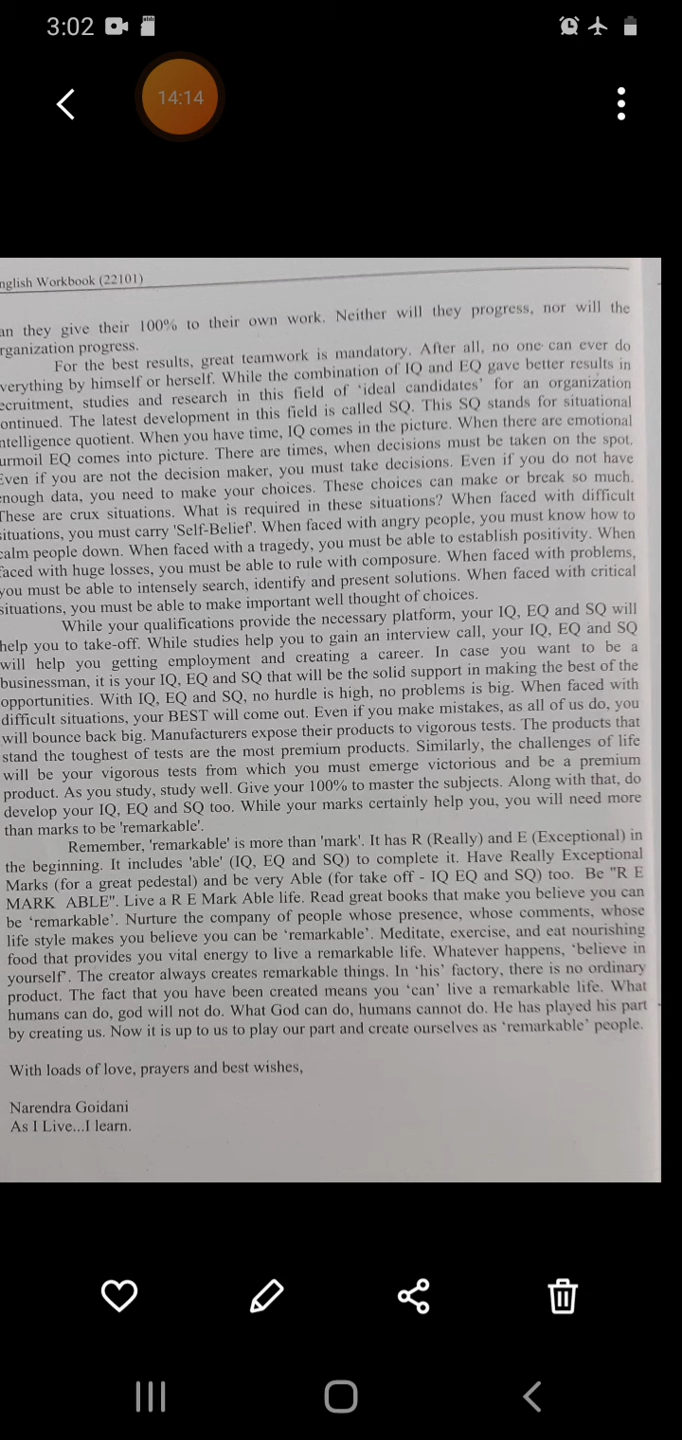 3:02
14:14
nglish Workbook (22101)
an they give their 100% to their own work. Neither will they progress, nor will the
rganization progress.
For the best results, great teamwork is mandatory. After all, no one can ever do
verything by himself or herself. While the combination of IQ and EQ gave better results in
ecruitment, studies and research in this field of ‘ideal candidates’ for an organization
ontinued. The latest development in this field is called SQ. This SQ stands for situational
ntelligence quotient. When you have time, IQ comes in the picture. When there are emotional
urmoil EQ comes into picture. There are times, when decisions must be taken on the spot.
Even if you are not the decision maker, you must take decisions. Even if you do not have
enough data, you need to make your choices. These choices can make or break so much.
These are crux situations. What is required in these situations? When faced with difficult
situations, you must carry 'Self-Belief'. When faced with angry people, you must know how to
calm people down. When faced with a tragedy, you must be able to establish positivity. When
faced with huge losses, you must be able to rule with composure. When faced with problems,
you must be able to intensely search, identify and present solutions. When faced with critical
situations, you must be able to make important well thought of choices.
While your qualifications provide the necessary platform, your IQ, EQ and SQ will
help you to take-off. While studies help you to gain an interview call, your IQ, EQ and SQ
will help you getting employment and creating a career. In case you want to be a
businessman, it is your IQ, EQ and SQ that will be the solid support in making the best of the
opportunities. With IQ, EQ and SQ, no hurdle is high, no problems is big. When faced with
difficult situations, your BEST will come out. Even if you make mistakes, as all of us do, you
will bounce back big. Manufacturers expose their products to vigorous tests. The products that
stand the toughest of tests are the most premium products. Similarly, the challenges of life
will be your vigorous tests from which you must emerge victorious and be a premium
product. As you study, study well. Give your 100% to master the subjects. Along with that, do
develop your IQ, EQ and SQ too. While your marks certainly help you, you will need more
than marks to be 'remarkable'.
Remember, 'remarkable' is more than 'mark'. It has R (Really) and E (Exceptional) in
the beginning. It includes 'able' (IQ, EQ and SQ) to complete it. Have Really Exceptional
Marks (for a great pedestal) and be very Able (for take off - IQ EQ and SQ) too. Be "R E
MARK ABLE". Live a R E Mark Able life. Read great books that make you believe you can
be ‘remarkable’. Nurture the company of people whose presence, whose comments, whose
life style makes you believe you can be ‘remarkable’. Meditate, exercise, and eat nourishing
food that provides you vital energy to live a remarkable life. Whatever happens, ‘believe in
yourself’. The creator always creates remarkable things. In ‘his’ factory, there is no ordinary
product. The fact that you have been created means you ‘can’ live a remarkable life. What
humans can do, god will not do. What God can do, humans cannot do. He has played his part
by creating us. Now it is up to us to play our part and create ourselves as ‘remarkable’ people.
With loads of love, prayers and best wishes,
Narendra Goidani
As I Live...I learn.